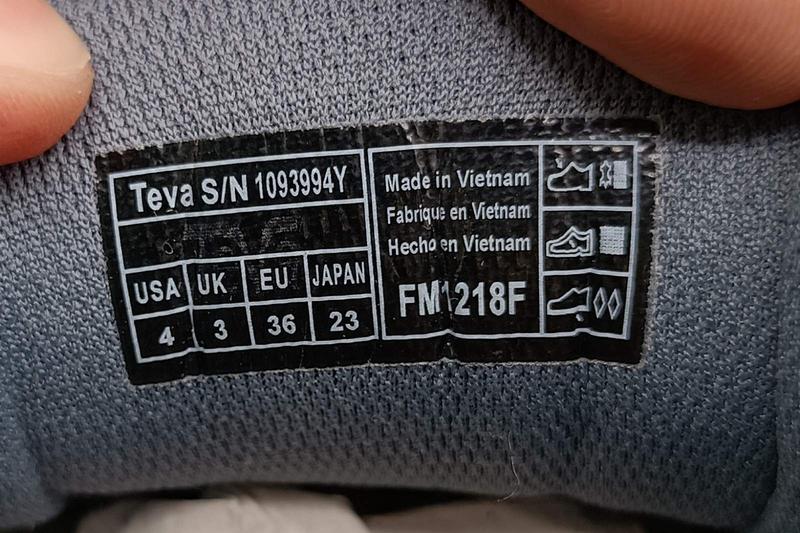 Teva S/N 1093994Y
USA UK EU JAPAN
4 3 36 23
Made in Vietnam
Fabrique en Vietnam
Hecho en Vietnam
FM1218F